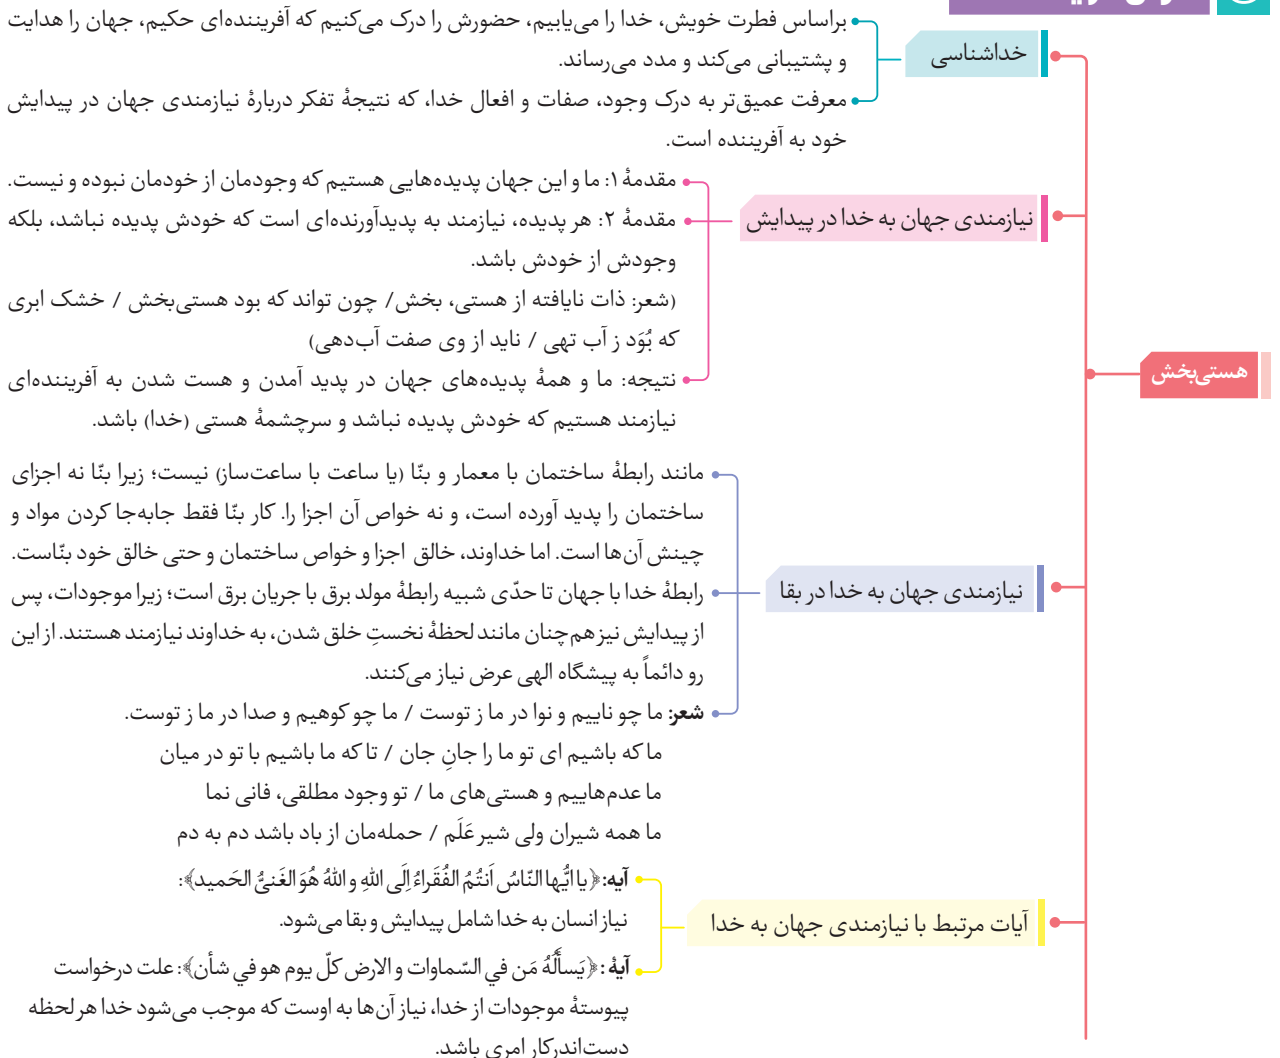 هستی‌بخش
خداشناسی
براساس فطرت خویش، خدا را می‌یابیم، حضورش را درک می‌کنیم که آفریننده‌ای حکیم، جهان را هدایت
و پشتیبانی می‌کند و مدد می‌رساند.
معرفت عمیق‌تر به درک وجود، صفات و افعال خدا، که نتیجهٔ تفکر دربارهٔ نیازمندی جهان در پیدایش
خود به آفریننده است.
نیازمندی جهان به خدا در پیدایش
مقدمهٔ ۱: ما و این جهان پدیده‌هایی هستیم که وجودمان از خودمان نبوده و نیست.
مقدمهٔ ۲: هر پدیده، نیازمند به پدیدآورنده‌ای است که خودش پدیده نباشد، بلکه
وجودش از خودش باشد.
(شعر: ذات نایافته از هستی، بخش/ چون تواند که بود هستی‌بخش / خشک ابری
که بُوَد ز آب تهی / ناید از وی صفت آب‌دهی)
نتیجه: ما و همهٔ پدیده‌های جهان در پدید آمدن و هست شدن به آفریننده‌ای
نیازمند هستیم که خودش پدیده نباشد و سرچشمهٔ هستی (خدا) باشد.
نیازمندی جهان به خدا در بقا
مانند رابطهٔ ساختمان با معمار و بنّا (یا ساعت با ساعت‌ساز) نیست؛ زیرا بنّا نه اجزای
ساختمان را پدید آورده است، و نه خواص آن اجزا را. کار بنّا فقط جابه‌جا کردن مواد و
چینش آن‌ها است. اما خداوند، خالق اجزا و خواص ساختمان و حتی خالق خود بنّاست.
رابطهٔ خدا با جهان تا حدّی شبیه رابطهٔ مولد برق با جریان برق است؛ زیرا موجودات، پس
از پیدایش نیز هم‌چنان مانند لحظهٔ نخستِ خلق شدن، به خداوند نیازمند هستند. از این
رو دائماً به پیشگاه الهی عرض نیاز می‌کنند.
شعر: ما چو ناییم و نوا در ما ز توست / ما چو کوهیم و صدا در ما ز توست.
ما که باشیم ای تو ما را جانِ جان / تا که ما باشیم با تو در میان
ما عدم‌هاییم و هستی‌های ما / تو وجود مطلقی، فانی نما
ما همه شیران ولی شیر عَلَم / حمله‌مان از باد باشد دم به دم
آیات مرتبط با نیازمندی جهان به خدا
آیه: ﴿یا ایُّها النّاسُ اَنتُمُ الفُقَراءُ اِلَی اللهِ و اللهُ هُوَ الغَنیُّ الحَمید﴾:
نیاز انسان به خدا شامل پیدایش و بقا می‌شود.
آیهٔ: ﴿یَسأَلُهُ مَن في السّماوات و الارض کلّ یوم هو في شأن﴾: علت درخواست
پیوستهٔ موجودات از خدا، نیاز آن‌ها به اوست که موجب می‌شود خدا هر لحظه
دست‌اندرکار امری باشد.